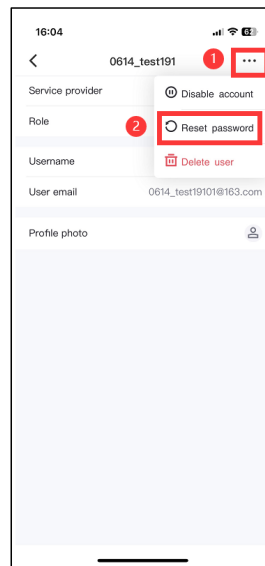 16:04
0614_test191
1
Service provider
Disable account
Role
2
Reset password
Username
Delete user
User email
0614_test19101@163.com
Profile photo